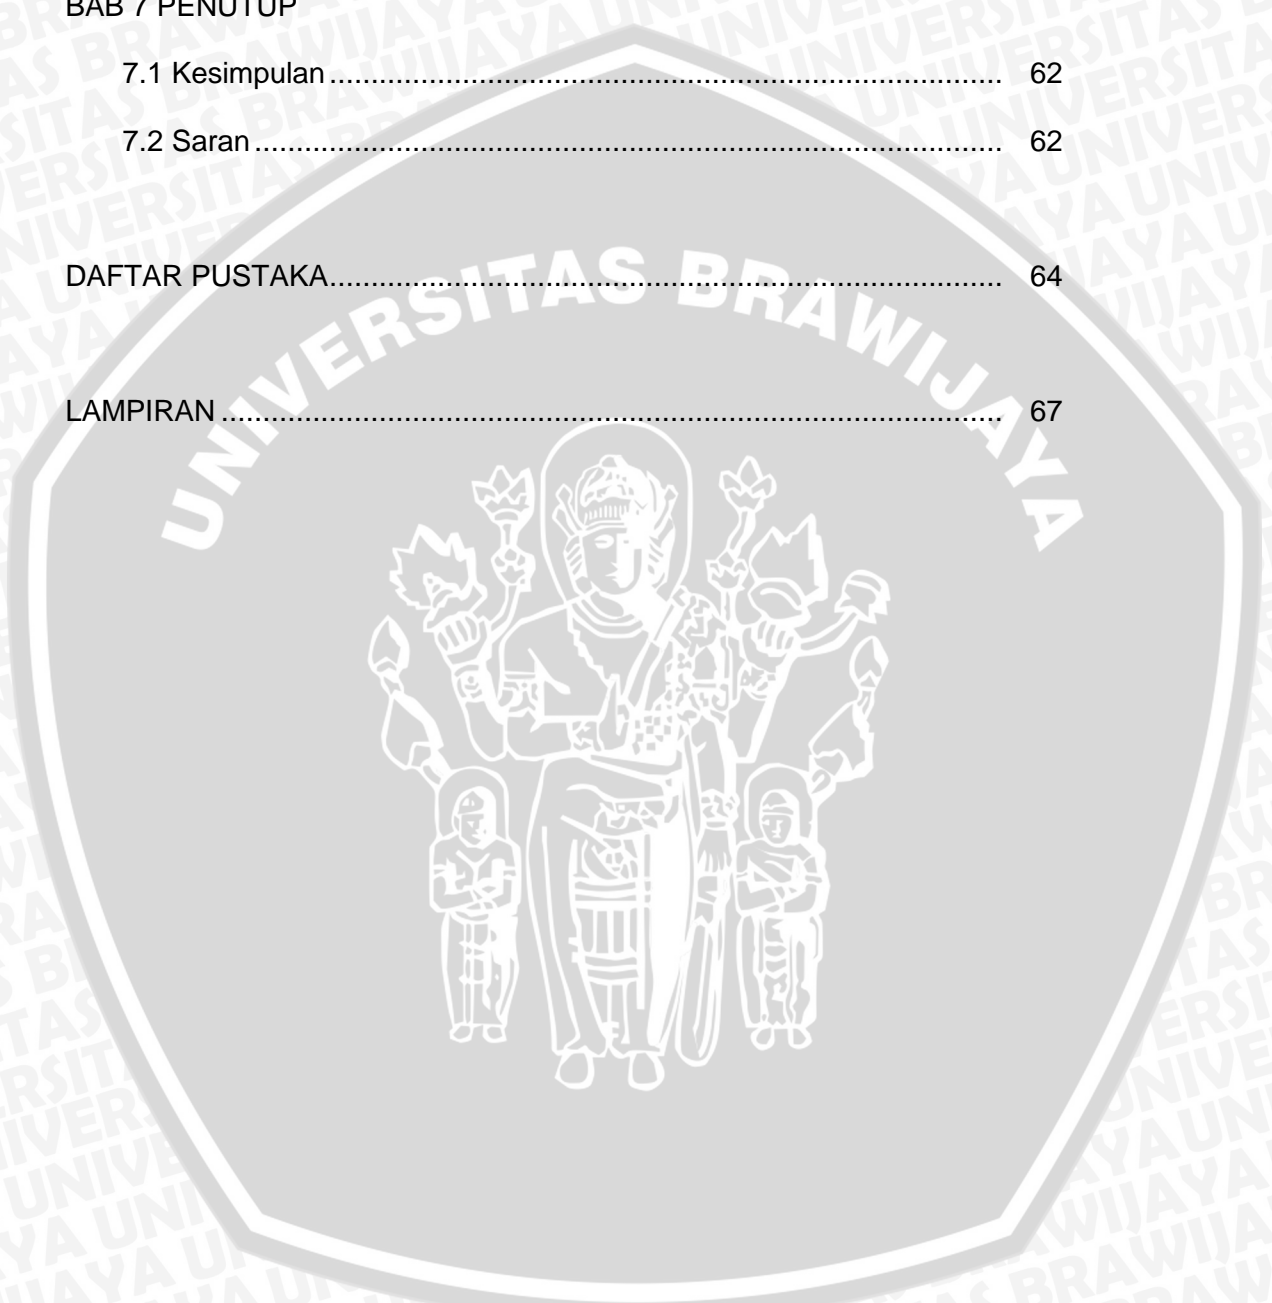 BAB 7 PENUTUP
7.1 Kesimpulan ................................................................................ 62
7.2 Saran ......................................................................................... 62
DAFTAR PUSTAKA................................................................................ 64
UNIVERSITAS BRAWIJAYA
LAMPIRAN ............................................................................................. 67